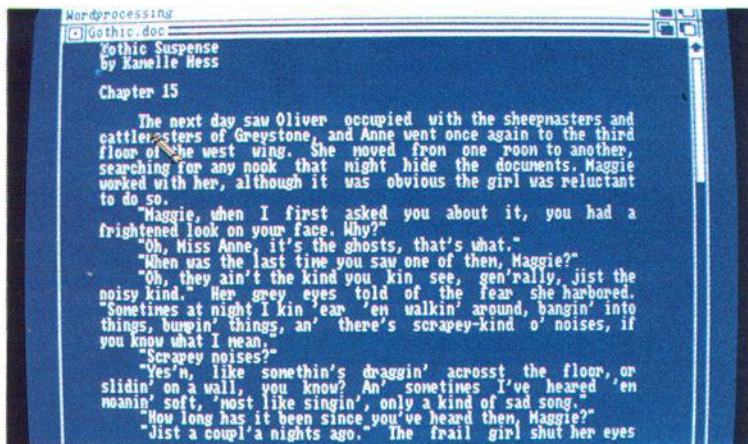 Wordprocessing
Gothic.doc
Gothic Suspense
by Kamelle Hess
Chapter 15
The next day saw Oliver occupied with the sheepmasters and
cattlemasters of Greystone, and Anne went once again to the third
floor of the west wing. She moved from one room to another,
searching for any nook that might hide the documents. Maggie
worked with her, although it was obvious the girl was reluctant
to do so.
"Maggie, when I first asked you about it, you had a
frightened look on your face. Why?"
"Oh, Miss Anne, it's the ghosts, that's what."
"When was the last time you saw one of them, Maggie?"
"Oh, they ain't the kind you kin see, gen'rally, jist the
noisy kind." Her grey eyes told of the fear she harbored.
"Sometimes at night I kin 'ear 'em walkin' around, bangin' into
things, bumpin' things, an' there's scrapey-kind o' noises, if
you know what I mean."
"Scrapey noises?"
"Yes'm, like somethin's draggin' acrosst the floor, or
slidin' on a wall, you know? An' sometimes I've heared 'em
moanin' soft, 'most like singin', only a kind of sad song."
"How long has it been since you've heard them, Maggie?"
"Jist a coupl'a nights ago." The frail girl shut her eyes